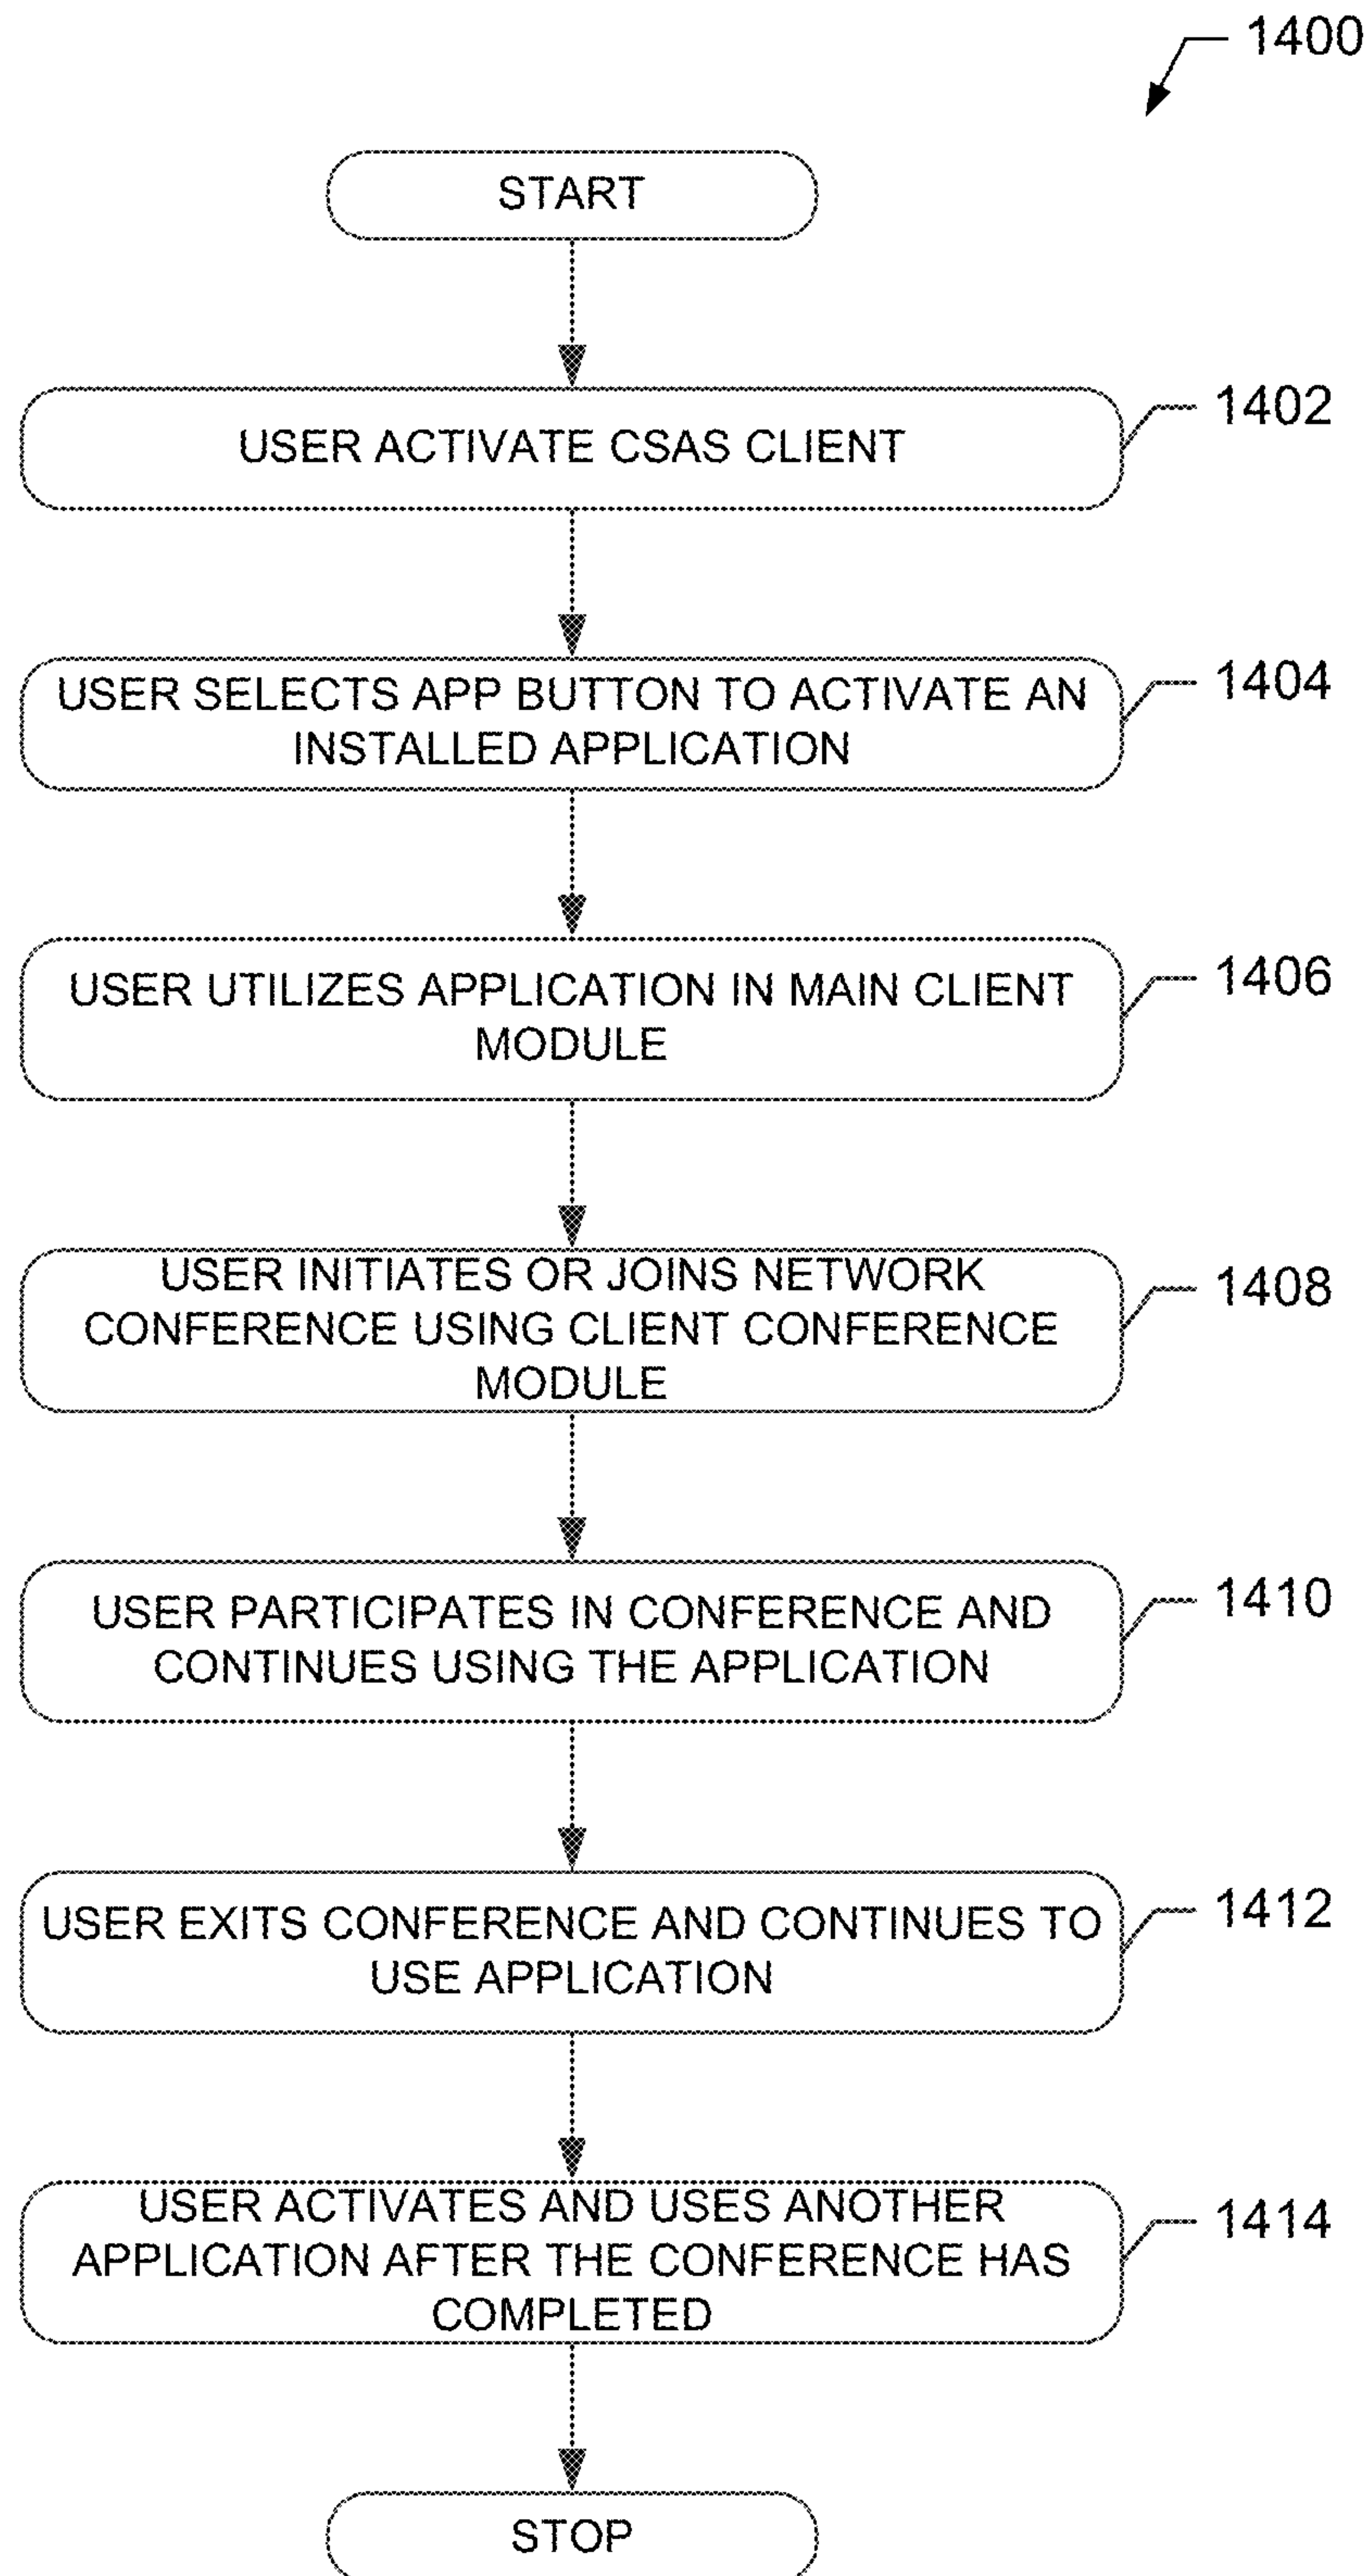 1400
START
USER ACTIVATE CSAS CLIENT
1402
USER SELECTS APP BUTTON TO ACTIVATE AN
INSTALLED APPLICATION
1404
USER UTILIZES APPLICATION IN MAIN CLIENT
MODULE
1406
USER INITIATES OR JOINS NETWORK
CONFERENCE USING CLIENT CONFERENCE
MODULE
1408
USER PARTICIPATES IN CONFERENCE AND
CONTINUES USING THE APPLICATION
1410
USER EXITS CONFERENCE AND CONTINUES TO
USE APPLICATION
1412
USER ACTIVATES AND USES ANOTHER
APPLICATION AFTER THE CONFERENCE HAS
COMPLETED
1414
STOP